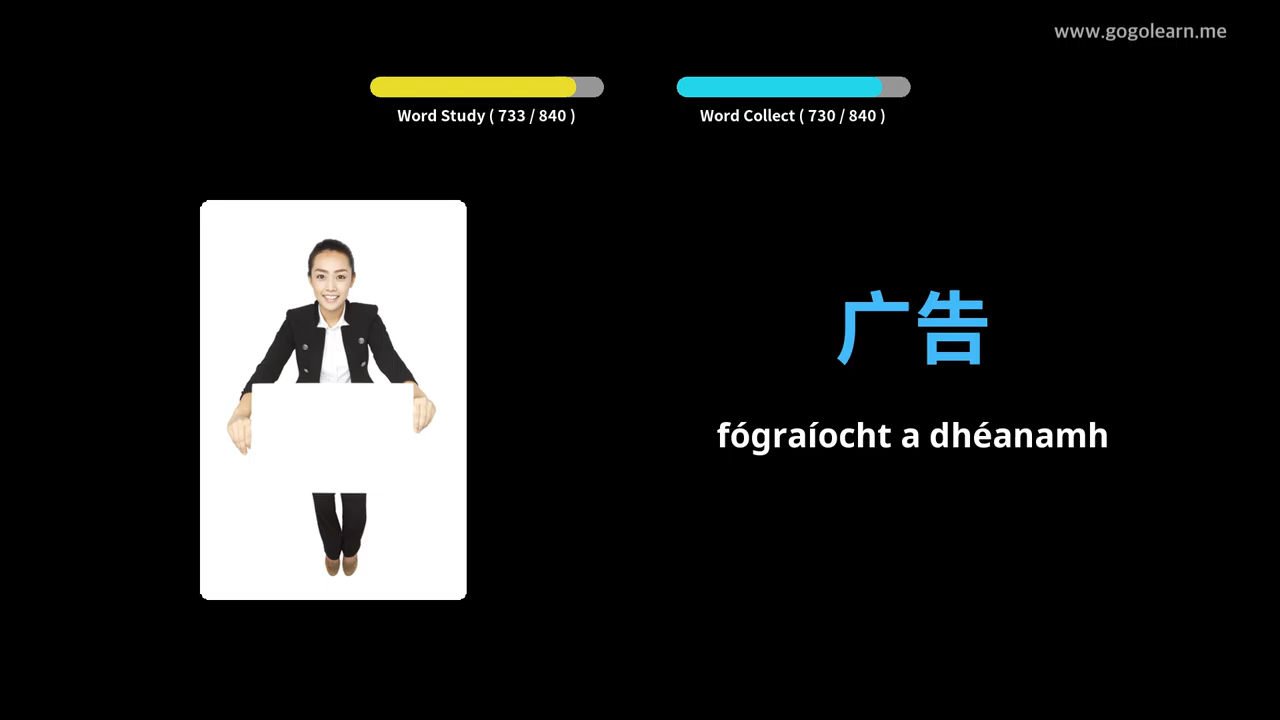 www.gogolearn.me
Word Study ( 733 / 840 )
Word Collect ( 730 / 840 )
广告
fógraíocht a dhéanamh